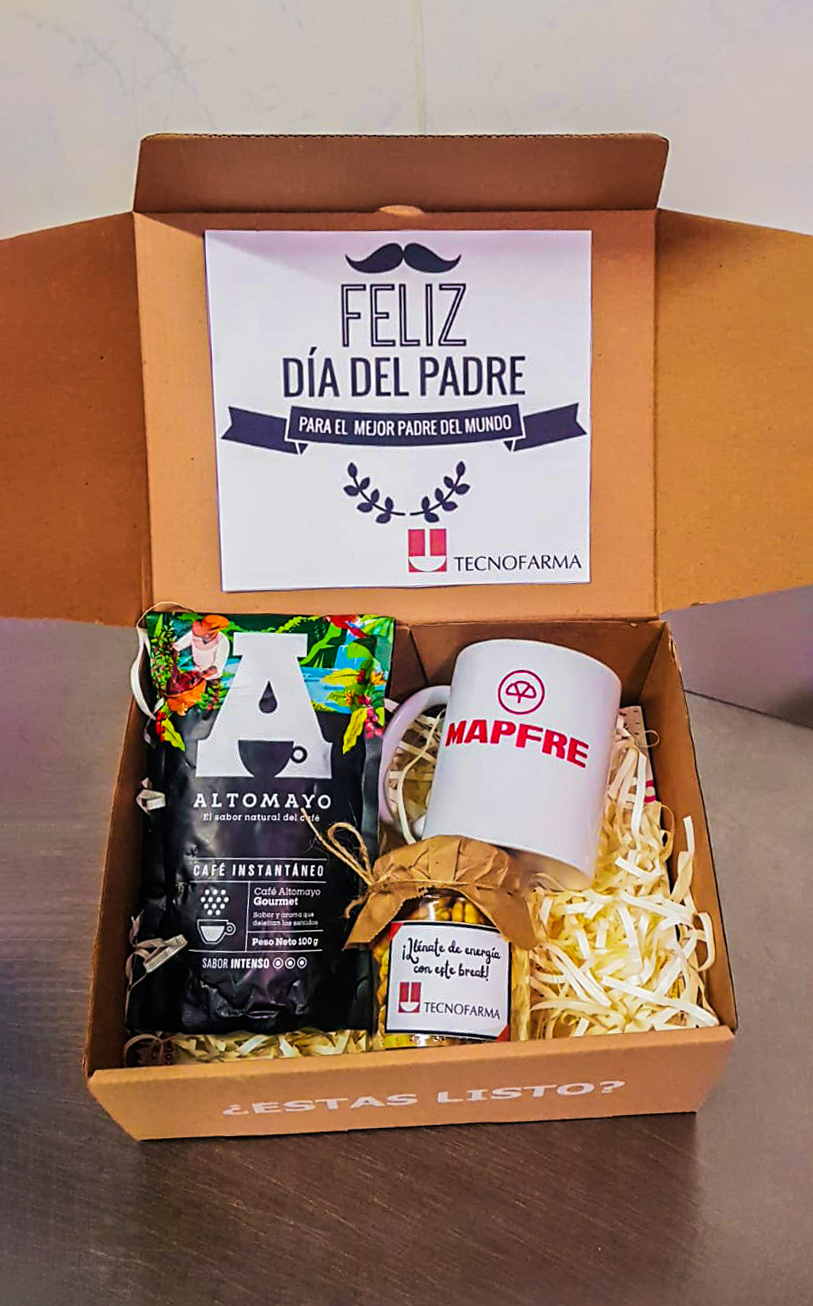 FELIZ
DÍA DEL PADRE
PARA EL MEJOR PADRE DEL MUNDO
TECNOFARMA
A
ALTOMAYO
El sabor natural del café
CAFÉ INSTANTÁNEO
Café Altomayo
Gourmet
Sabor y aroma que
deleitan los sentidos
Peso Neto 100 g
SABOR INTENSO
MAPFRE
¡Llénate de energía
con este break!
TECNOFARMA
¿ESTAS LISTO?